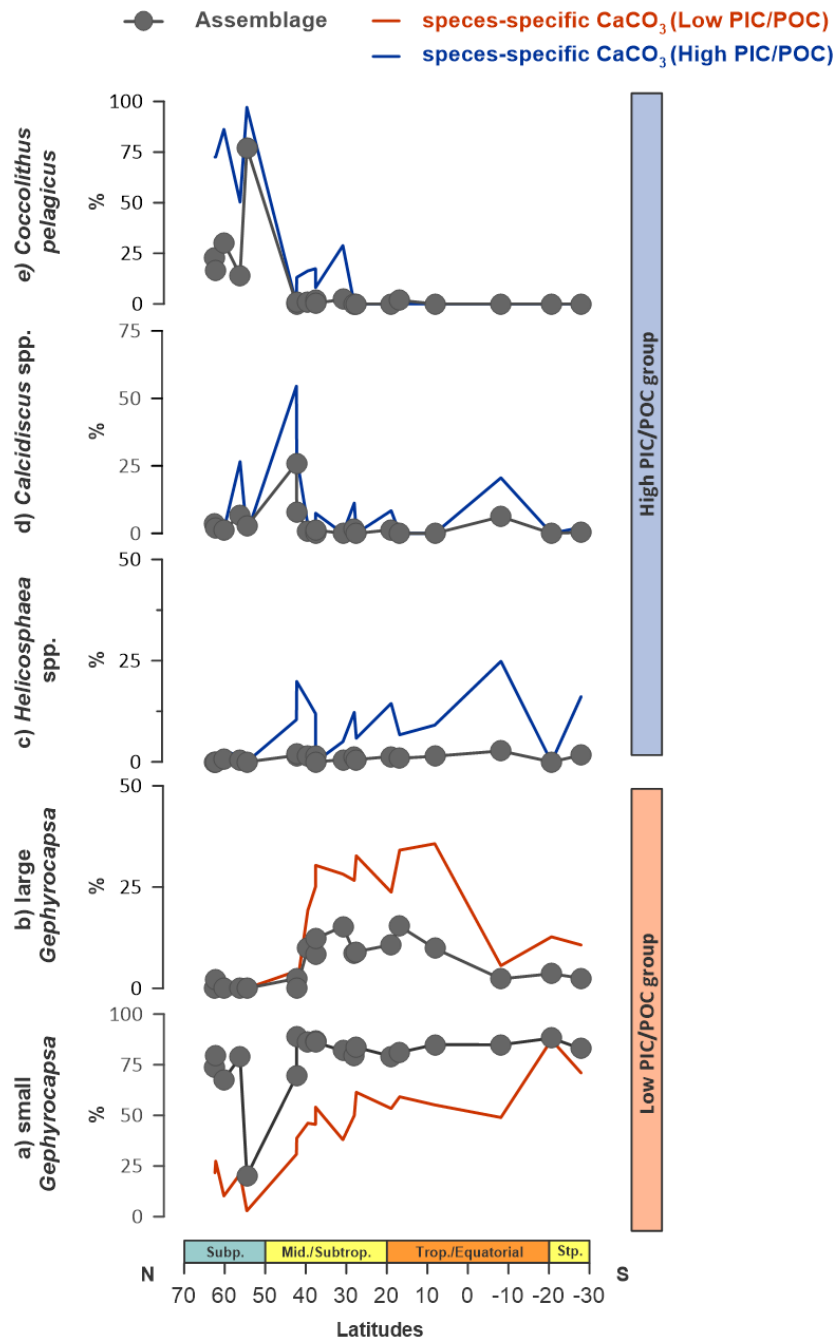 Assemblage
speces-specific CaCO3 (Low PIC/POC)
speces-specific CaCO3 (High PIC/POC)
e) Coccolithus
pelagicus
%
100
75
50
25
0
d) Calcidiscus spp.
%
75
50
25
0
c) Helicosphaea
spp.
%
50
25
0
b) large
Gephyrocapsa
%
50
25
0
a) small
Gephyrocapsa
%
100
75
50
25
0
High PIC/POC group
Low PIC/POC group
Subp. Mid./Subtrop. Trop./Equatorial Stp.
N S
70 60 50 40 30 20 10 0 -10 -20 -30
Latitudes